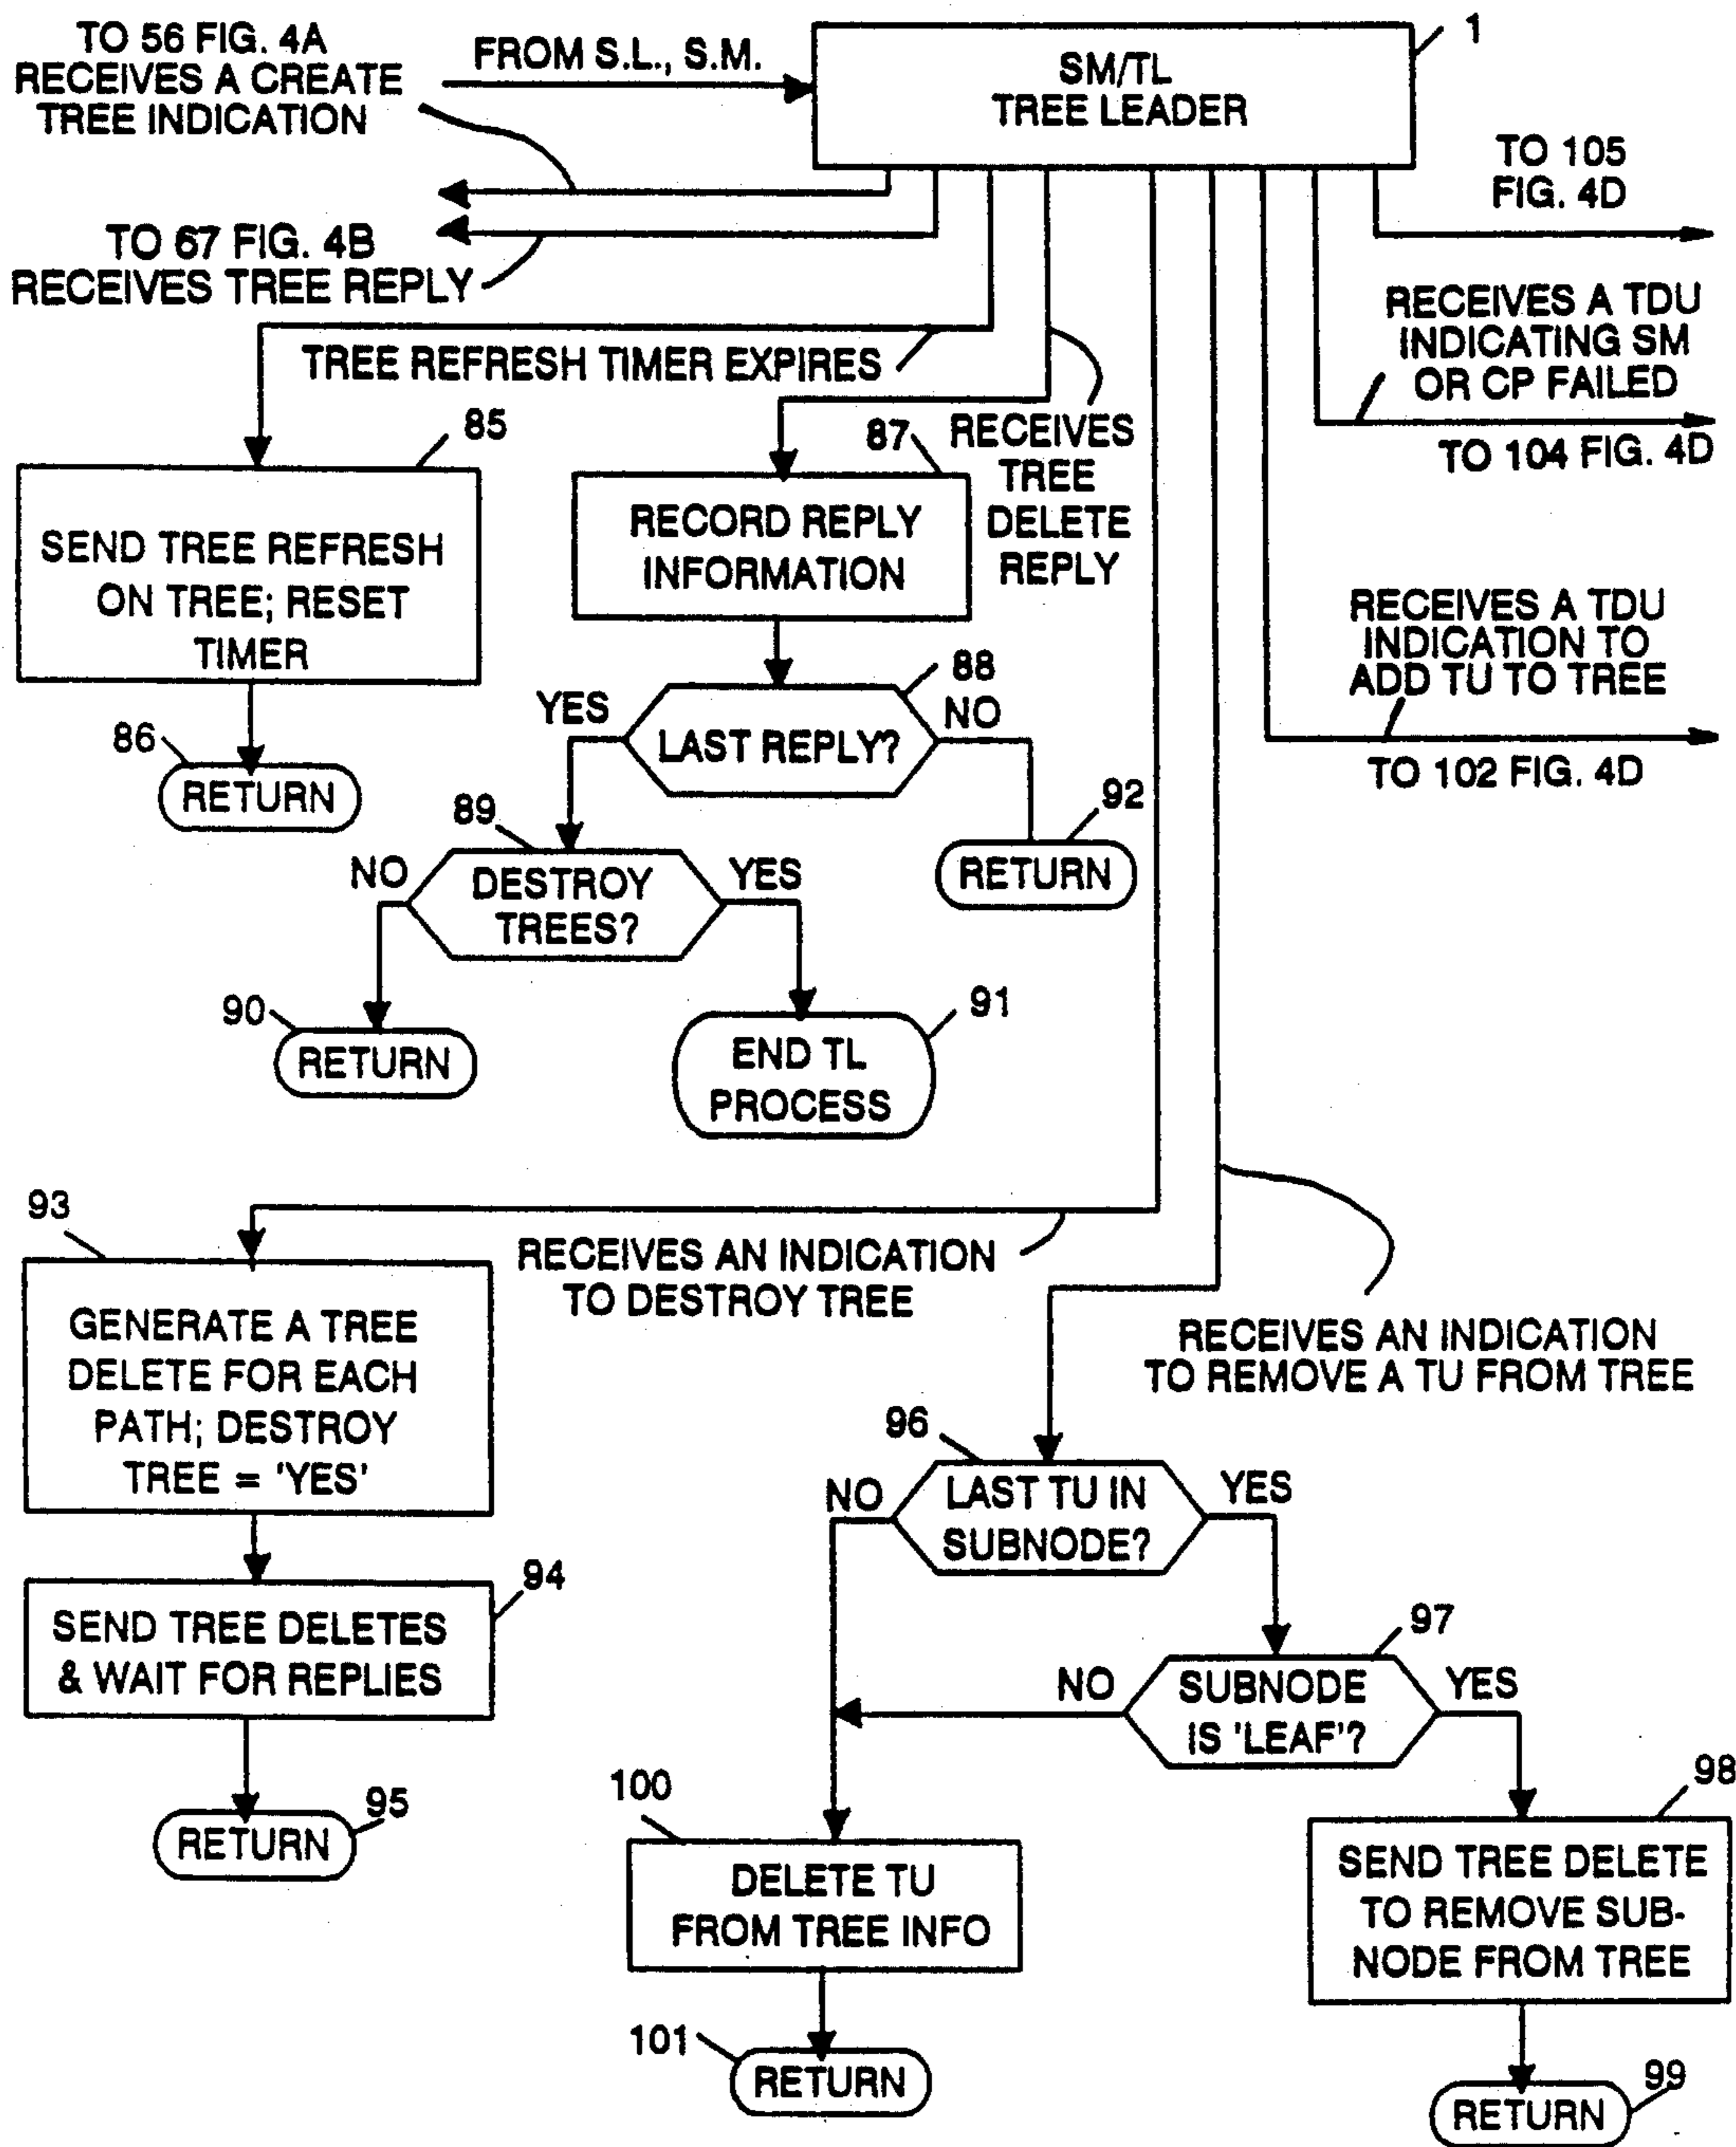 TO 56 FIG. 4A
RECEIVES A CREATE
TREE INDICATION
FROM S.L., S.M.
1
SM/TL
TREE LEADER
TO 105
FIG. 4D
TO 67 FIG. 4B
RECEIVES TREE REPLY
RECEIVES A TDU
INDICATING SM
OR CP FAILED
TO 104 FIG. 4D
TREE REFRESH TIMER EXPIRES
RECEIVES
TREE
DELETE
REPLY
85
SEND TREE REFRESH
ON TREE; RESET
TIMER
86
RETURN
87
RECORD REPLY
INFORMATION
RECEIVES A TDU
INDICATION TO
ADD TU TO TREE
TO 102 FIG. 4D
88
YES
NO
LAST REPLY?
92
RETURN
89
NO
DESTROY
TREES?
YES
90
RETURN
91
END TL
PROCESS
93
RECEIVES AN INDICATION
TO DESTROY TREE
GENERATE A TREE
DELETE FOR EACH
PATH; DESTROY
TREE = 'YES'
94
SEND TREE DELETES
& WAIT FOR REPLIES
95
RETURN
RECEIVES AN INDICATION
TO REMOVE A TU FROM TREE
96
NO
LAST TU IN
SUBNODE?
YES
97
NO
SUBNODE
IS 'LEAF'?
YES
100
DELETE TU
FROM TREE INFO
101
RETURN
98
SEND TREE DELETE
TO REMOVE SUB-
NODE FROM TREE
99
RETURN